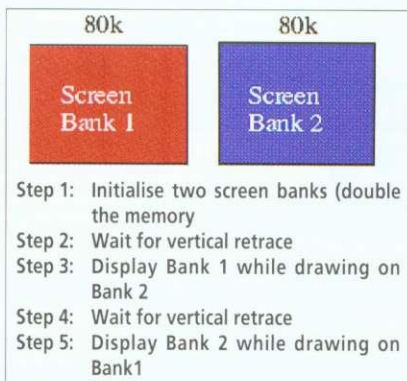 80k 80k
Screen
Bank 1
Screen
Bank 2
Step 1: Initialise two screen banks (double
the memory
Step 2: Wait for vertical retrace
Step 3: Display Bank 1 while drawing on
Bank 2
Step 4: Wait for vertical retrace
Step 5: Display Bank 2 while drawing on
Bank1